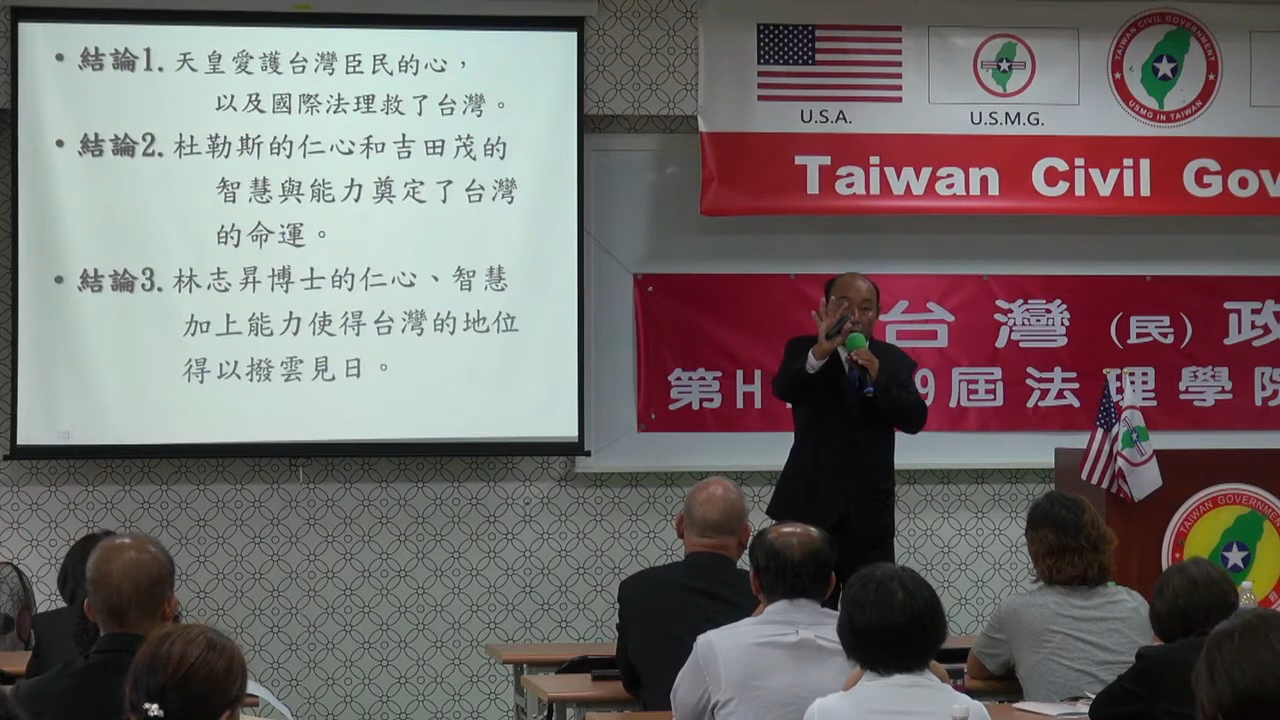 • 結論1. 天皇愛護台灣臣民的心，
以及國際法理救了台灣。
• 結論2. 杜勒斯的仁心和吉田茂的
智慧與能力奠定了台灣
的命運。
• 結論3. 林志昇博士的仁心、智慧
加上能力使得台灣的地位
得以撥雲見日。
U.S.A.
U.S.M.G.
TAIWAN CIVIL GOVERNMENT
USMG IN TAIWAN
Taiwan Civil Gov
台灣（民）政
第H 9屆法理學院
TAIWAN GOVERNMENT